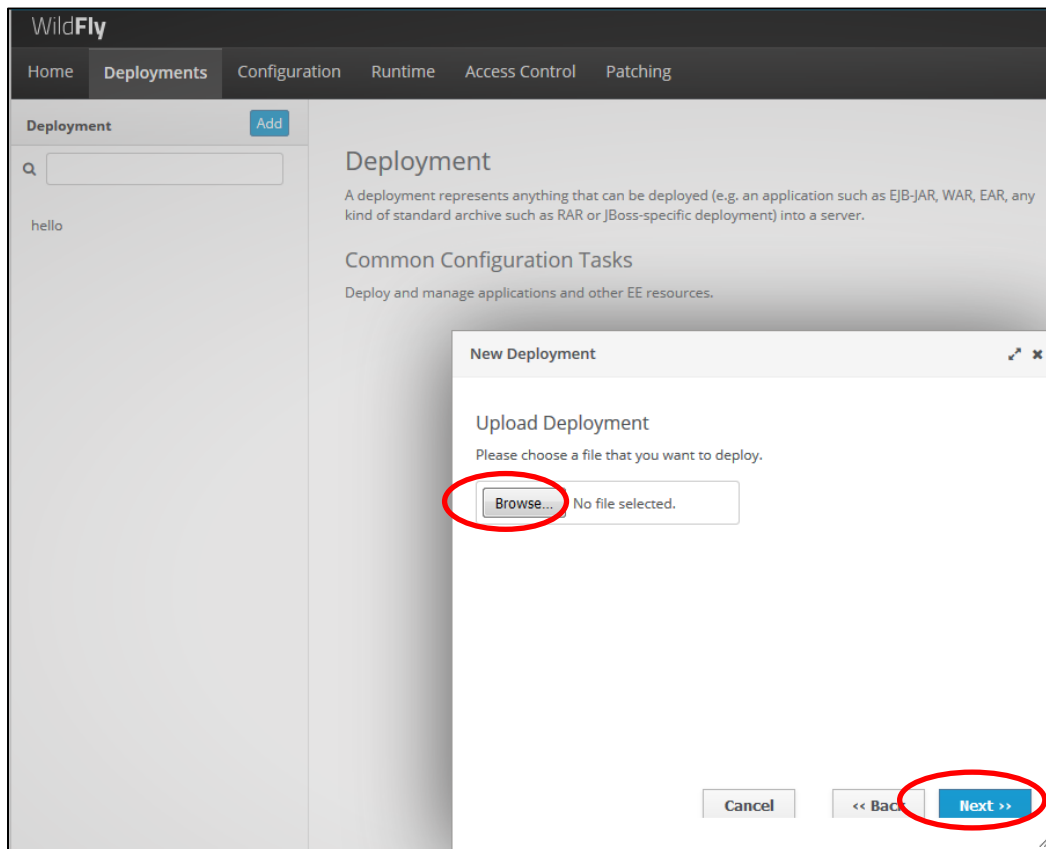 WildFly
Home Deployments Configuration Runtime Access Control Patching
Deployment Add
hello
Deployment
A deployment represents anything that can be deployed (e.g. an application such as EJB-JAR, WAR, EAR, any
kind of standard archive such as RAR or JBoss-specific deployment) into a server.
Common Configuration Tasks
Deploy and manage applications and other EE resources.
New Deployment
Upload Deployment
Please choose a file that you want to deploy.
Browse... No file selected.
Cancel << Back Next >>